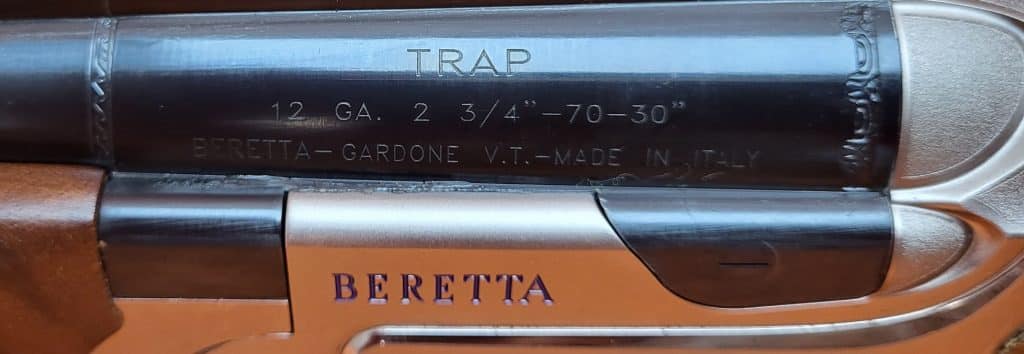 TRAP
12 GA. 2 3/4"-70-30"
BERETTA-GARDONE V.T.-MADE IN ITALY
BERETTA